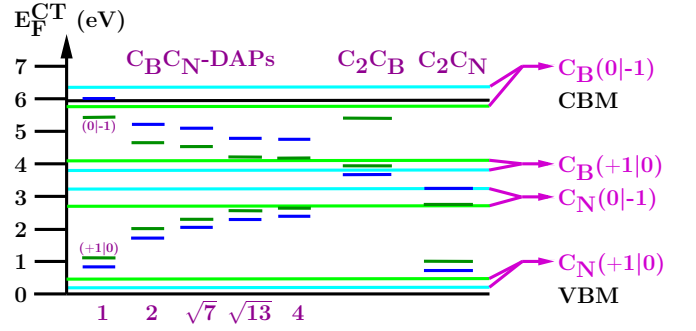 E_F^CT (eV)
C_BC_N-DAPs C_2C_B C_2C_N
7
6
5
4
3
2
1
0
(0|-1)
(+1|0)
C_B(0|-1)
CBM
C_B(+1|0)
C_N(0|-1)
C_N(+1|0)
VBM
1 2 √7 √13 4